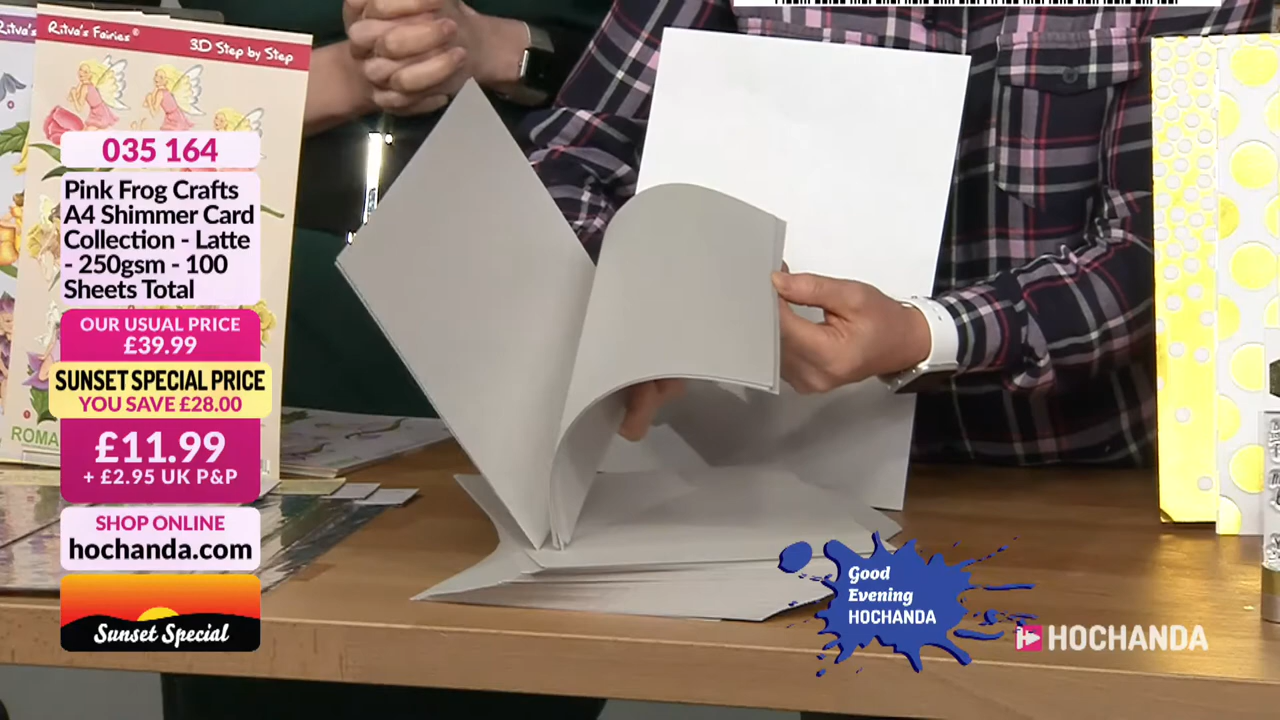 Ritva's
Ritva's Fairies®
3D Step by Step
035 164
Pink Frog Crafts
A4 Shimmer Card
Collection - Latte
- 250gsm - 100
Sheets Total
OUR USUAL PRICE
£39.99
SUNSET SPECIAL PRICE
YOU SAVE £28.00
ROMA
£11.99
+ £2.95 UK P&P
SHOP ONLINE
hochanda.com
Sunset Special
Good
Evening
HOCHANDA
HOCHANDA